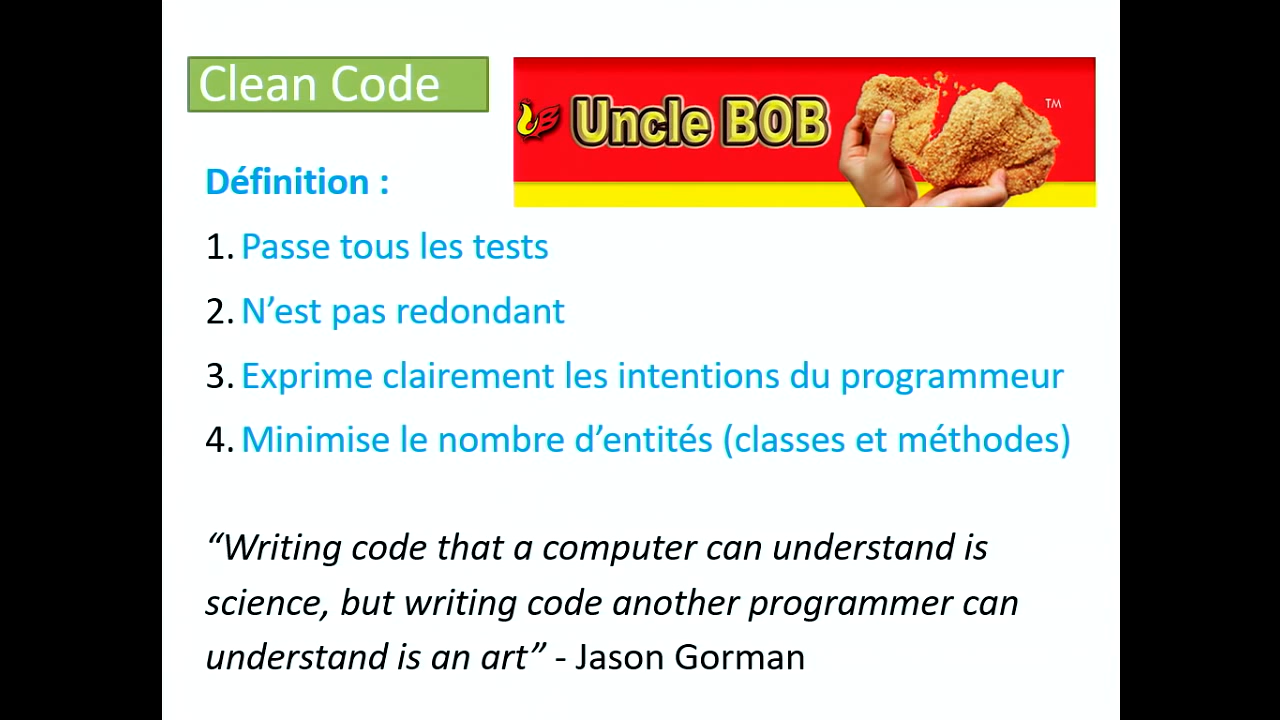 Clean Code
Uncle BOB
TM
Définition :
1. Passe tous les tests
2. N’est pas redondant
3. Exprime clairement les intentions du programmeur
4. Minimise le nombre d’entités (classes et méthodes)
“Writing code that a computer can understand is
science, but writing code another programmer can
understand is an art” - Jason Gorman